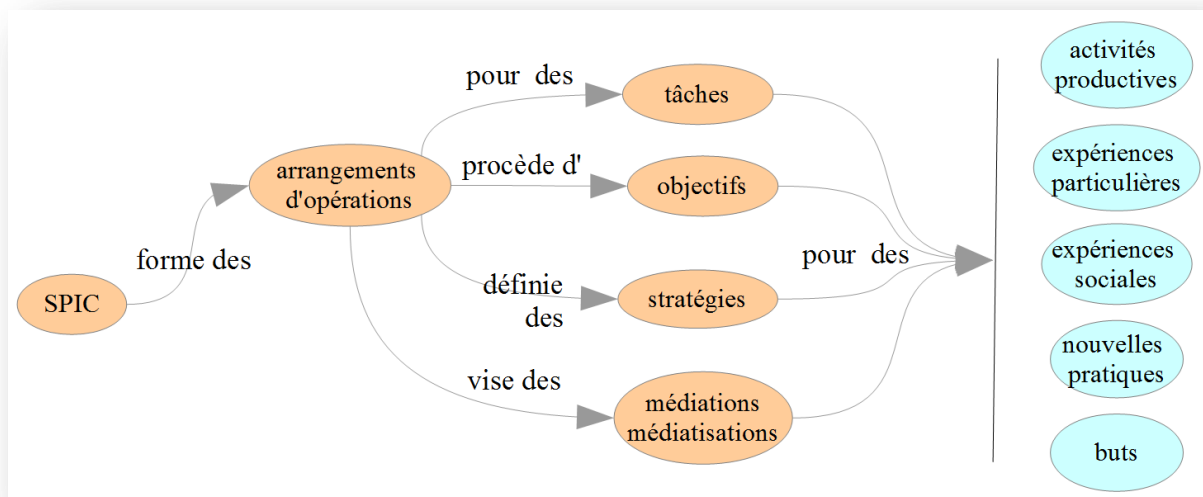 SPIC
forme des
arrangements
d'opérations
pour des
tâches
procède d'
objectifs
définie
des
stratégies
vise des
médiations
médiatisations
pour des
activités
productives
expériences
particulières
expériences
sociales
nouvelles
pratiques
buts